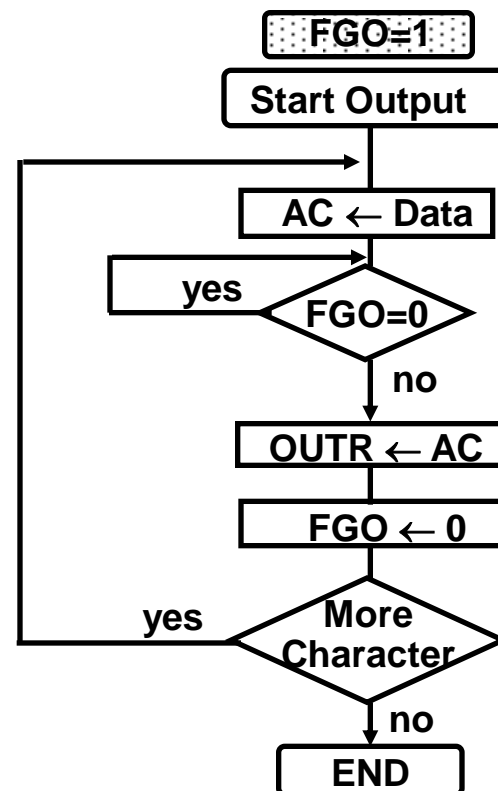 FGO=1
Start Output
AC ← Data
yes
FGO=0
no
OUTR ← AC
FGO ← 0
yes
More
Character
no
END